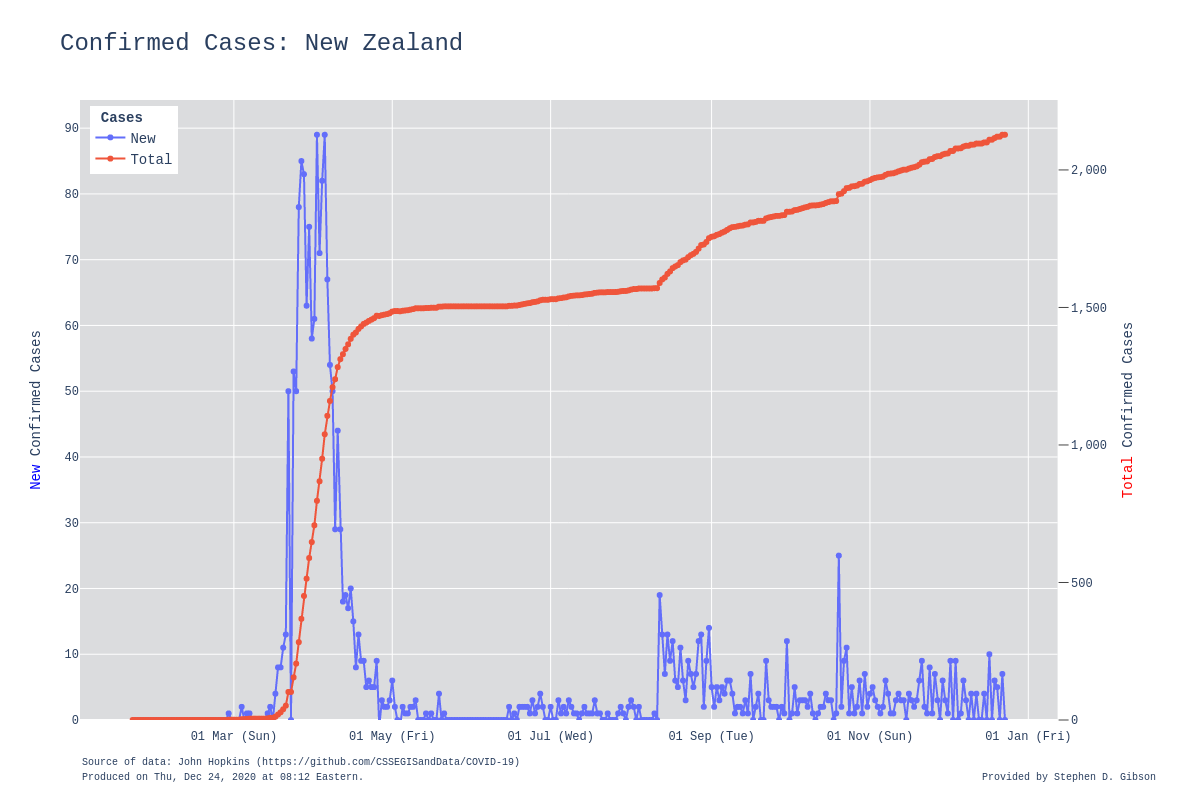 Confirmed Cases: New Zealand
Cases
New
Total
90
80
70
60
50
40
30
20
10
0
New Confirmed Cases
2,000
1,500
1,000
500
0
Total Confirmed Cases
01 Mar (Sun) 01 May (Fri) 01 Jul (Wed) 01 Sep (Tue) 01 Nov (Sun) 01 Jan (Fri)
Source of data: John Hopkins (https://github.com/CSSEGISandData/COVID-19)
Produced on Thu, Dec 24, 2020 at 08:12 Eastern.
Provided by Stephen D. Gibson